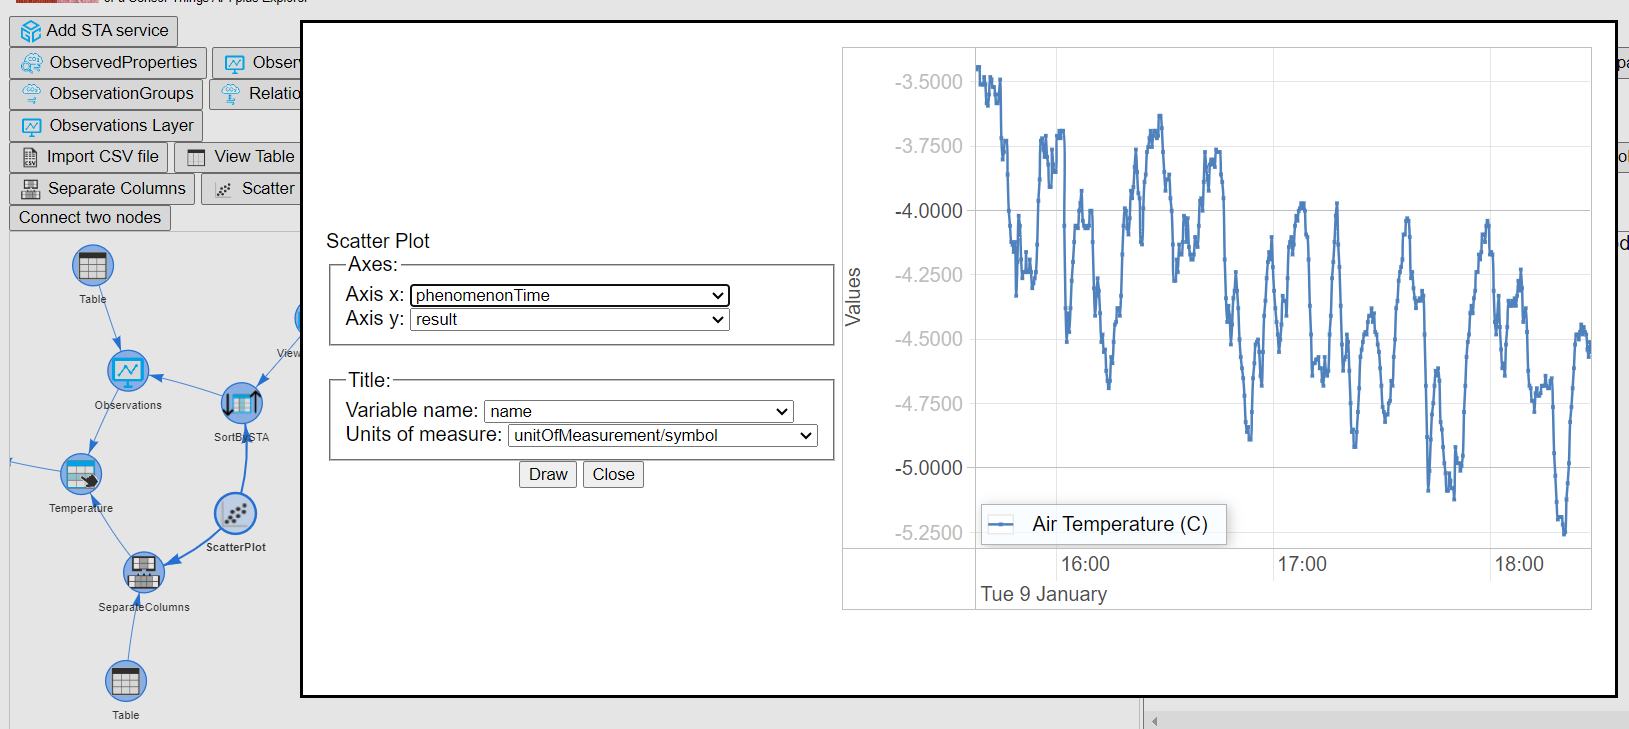 Add STA service
ObservedProperties
Obser
ObservationGroups
Relatio
Observations Layer
Import CSV file
View Table
Separate Columns
Scatter
Connect two nodes
Table
View
Observations
SortBySTA
Temperature
ScatterPlot
SeparateColumns
Table
Scatter Plot
Axes:
Axis x: phenomenonTime
Axis y: result
Title:
Variable name: name
Units of measure: unitOfMeasurement/symbol
Draw Close
Values
-3.5000
-3.7500
-4.0000
-4.2500
-4.5000
-4.7500
-5.0000
-5.2500
Air Temperature (C)
16:00 17:00 18:00
Tue 9 January